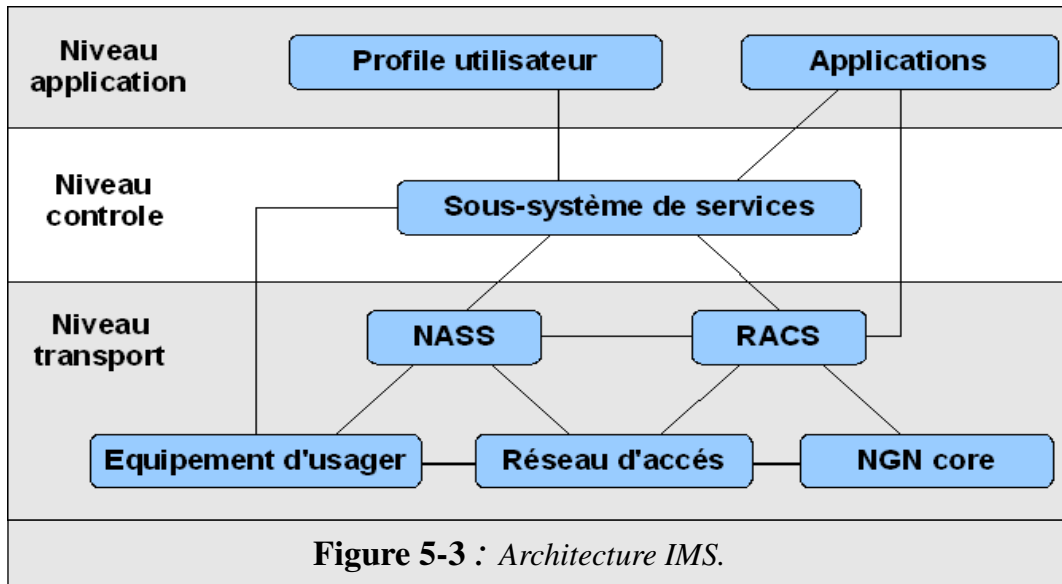 Niveau
application
Profile utilisateur
Applications
Niveau
controle
Sous-système de services
Niveau
transport
NASS
RACS
Equipement d'usager
Réseau d'accés
NGN core
Figure 5-3 : Architecture IMS.